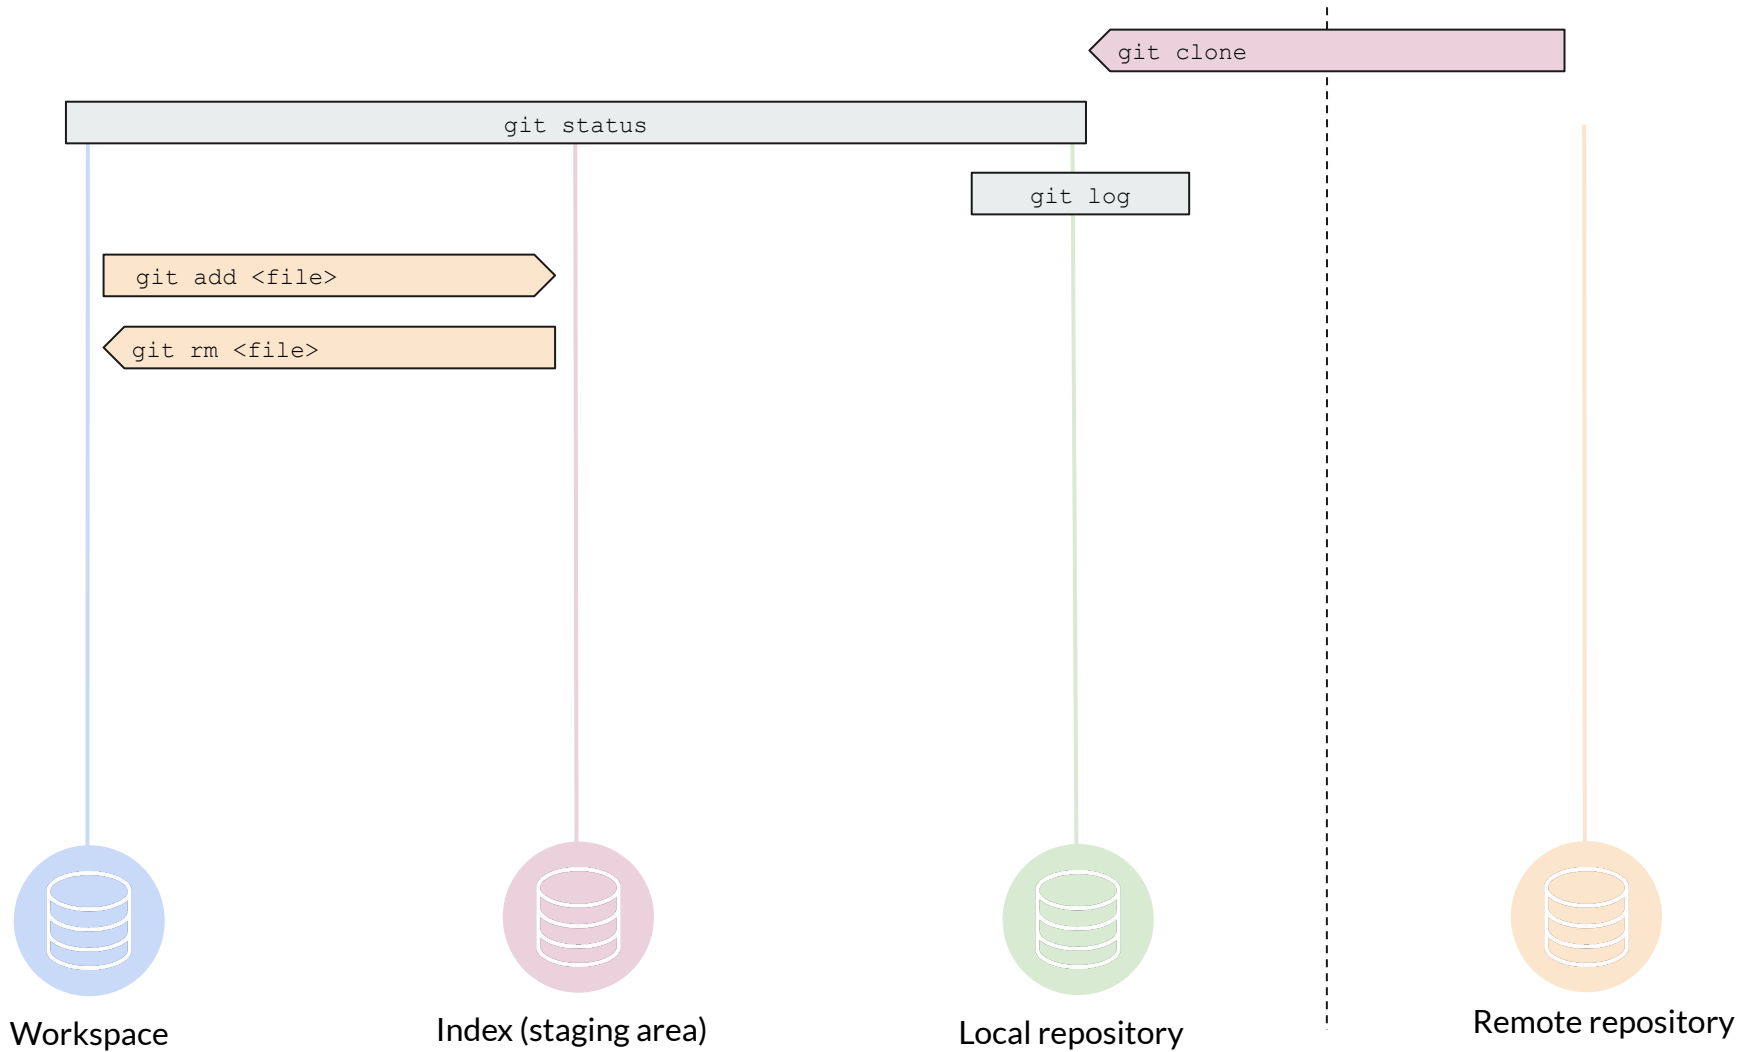 git clone
git status
git log
git add <file>
git rm <file>
Workspace
Index (staging area)
Local repository
Remote repository